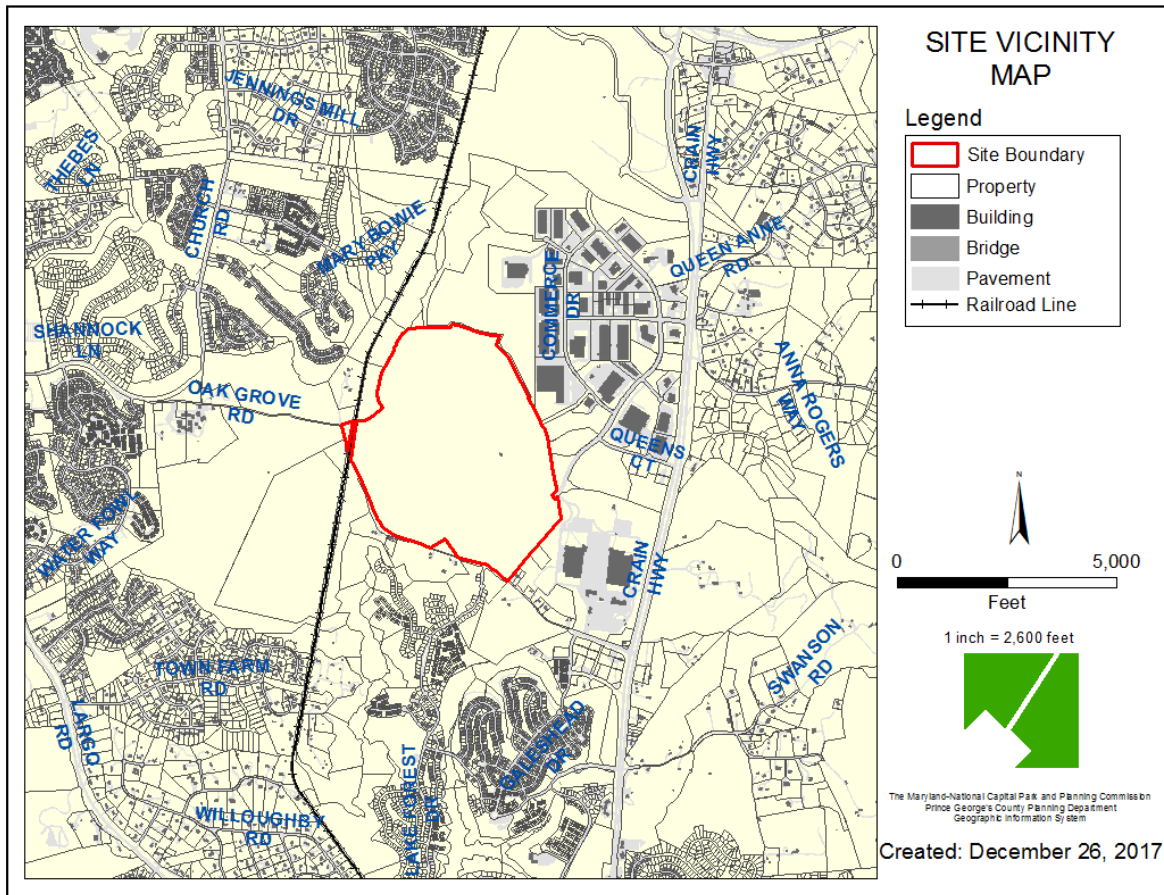 JENNINGS MILL
DR
THEBES
LN
CHURCH
RD
MARY BOWIE
PKY
CRAIN
HWY
QUEEN ANNE
RD
COMMERCE
DR
SHANNOCK
LN
OAK GROVE
RD
ANNA ROGERS
WAY
QUEENS
CT
WATER FOWL
WAY
CRAIN
HWY
TOWN FARM
RD
SWANSON
RD
LARGO
RD
GALESHEAD
DR
LAKE FOREST
DR
WILLOUGHBY
RD
SITE VICINITY
MAP
Legend
Site Boundary
Property
Building
Bridge
Pavement
Railroad Line
N
0 5,000
Feet
1 inch = 2,600 feet
The Maryland-National Capital Park and Planning Commission
Prince George's County Planning Department
Geographic Information System
Created: December 26, 2017